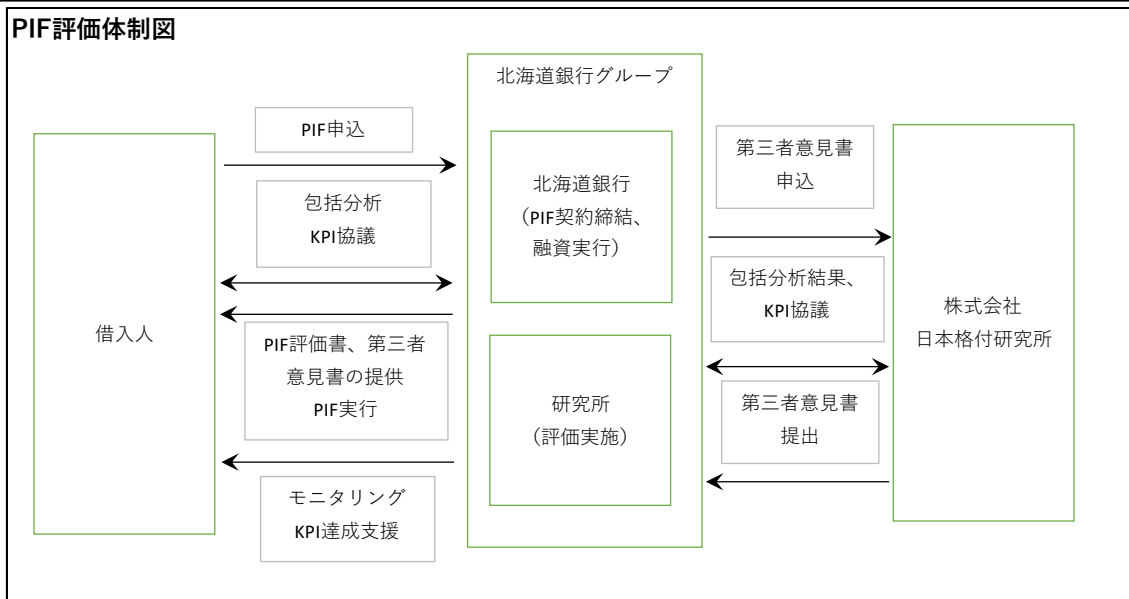 PIF評価体制図
北海道銀行グループ
PIF申込
包括分析
KPI協議
借入人
PIF評価書、第三者
意見書の提供
PIF実行
モニタリング
KPI達成支援
北海道銀行
（PIF契約締結、
融資実行）
研究所
（評価実施）
第三者意見書
申込
包括分析結果、
KPI協議
第三者意見書
提出
株式会社
日本格付研究所